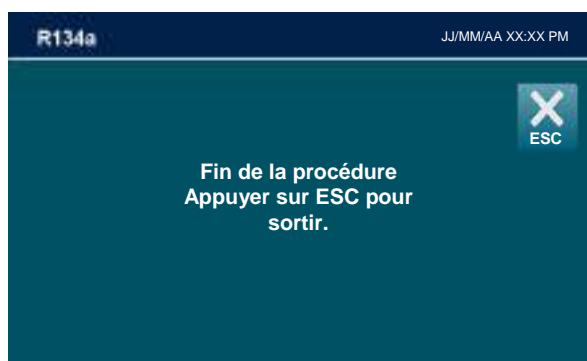 R134a
JJ/MM/AA XX:XX PM
ESC
Fin de la procédure
Appuyer sur ESC pour
sortir.